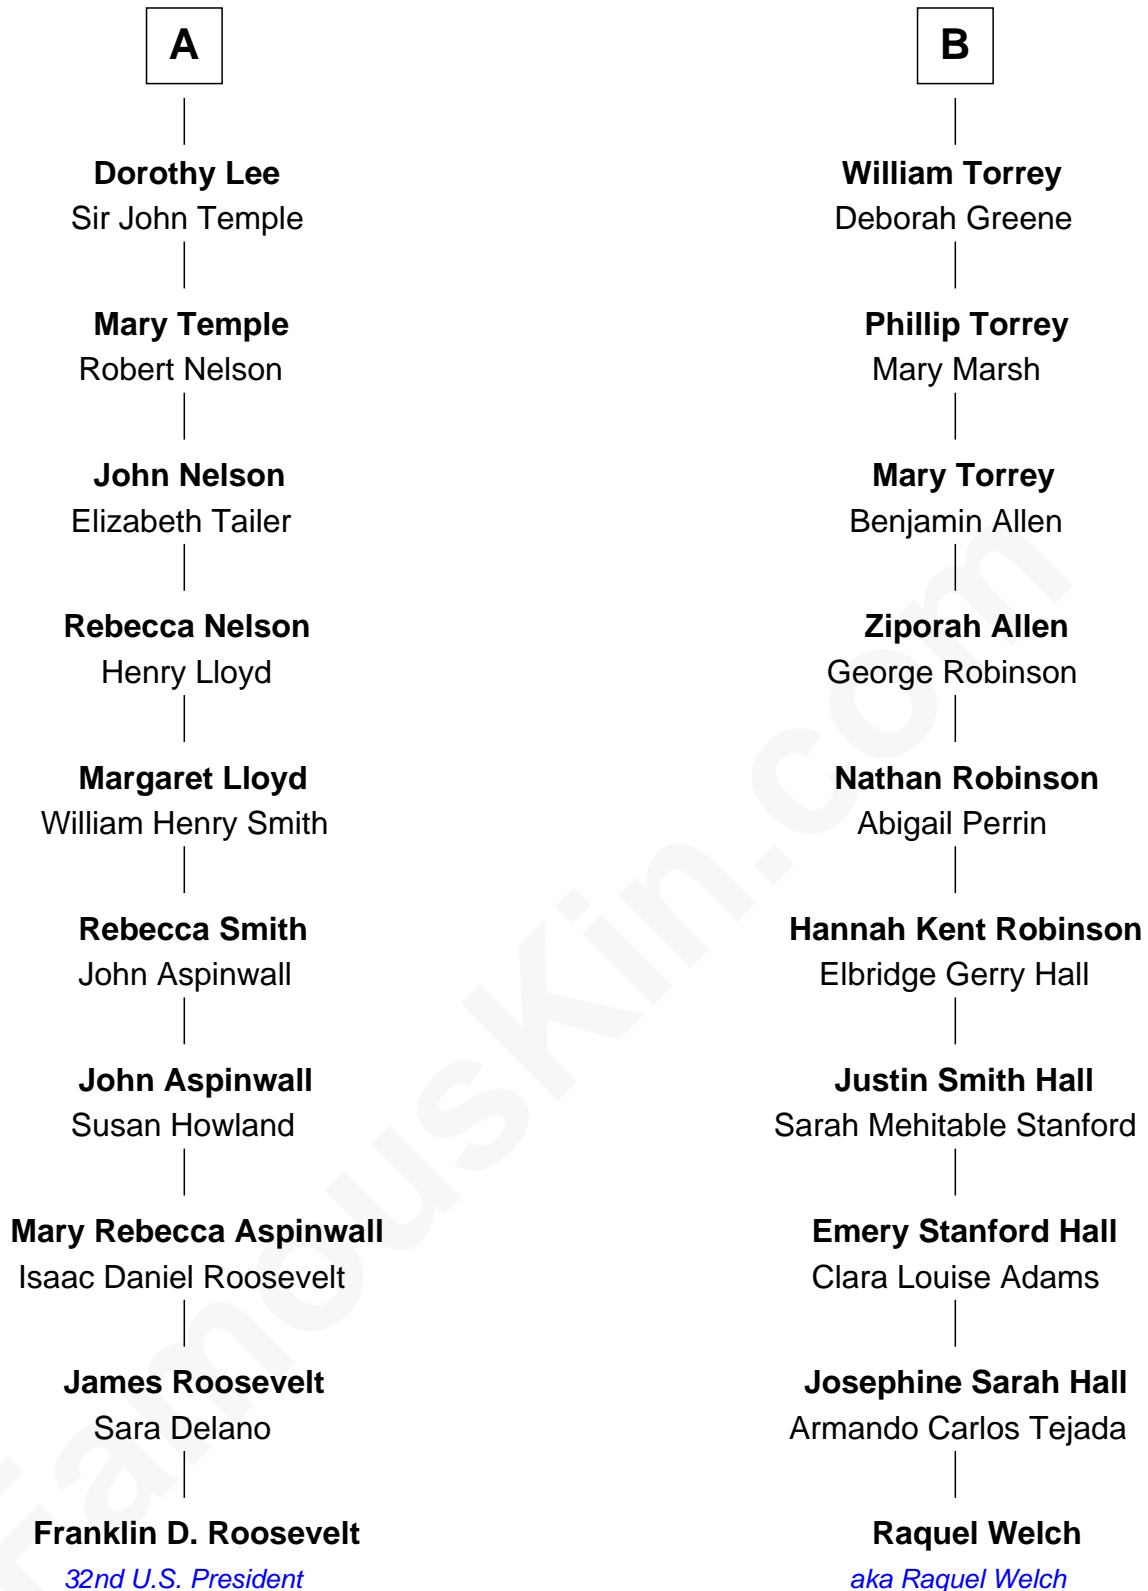 A
Dorothy Lee
Sir John Temple
Mary Temple
Robert Nelson
John Nelson
Elizabeth Tailer
Rebecca Nelson
Henry Lloyd
Margaret Lloyd
William Henry Smith
Rebecca Smith
John Aspinwall
John Aspinwall
Susan Howland
Mary Rebecca Aspinwall
Isaac Daniel Roosevelt
James Roosevelt
Sara Delano
Franklin D. Roosevelt
32nd U.S. President
B
William Torrey
Deborah Greene
Phillip Torrey
Mary Marsh
Mary Torrey
Benjamin Allen
Ziporah Allen
George Robinson
Nathan Robinson
Abigail Perrin
Hannah Kent Robinson
Elbridge Gerry Hall
Justin Smith Hall
Sarah Mehitable Stanford
Emery Stanford Hall
Clara Louise Adams
Josephine Sarah Hall
Armando Carlos Tejada
Raquel Welch
aka Raquel Welch
FamousKin.com